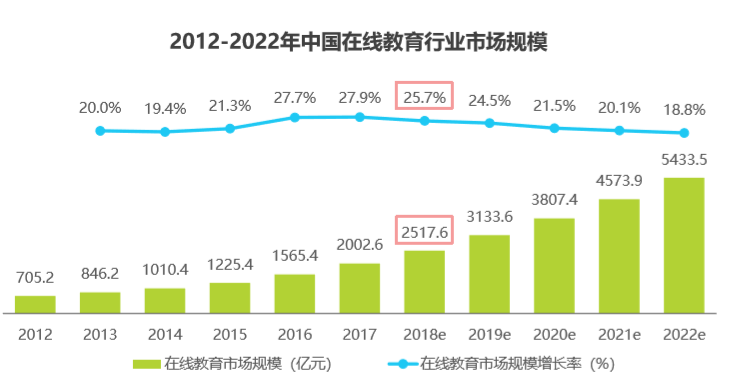 2012-2022年中国在线教育行业市场规模
20.0% 19.4% 21.3% 27.7% 27.9% 25.7% 24.5% 21.5% 20.1% 18.8%
705.2 846.2 1010.4 1225.4 1565.4 2002.6 2517.6 3133.6 3807.4 4573.9 5433.5
2012 2013 2014 2015 2016 2017 2018e 2019e 2020e 2021e 2022e
在线教育市场规模（亿元） 在线教育市场规模增长率（%）